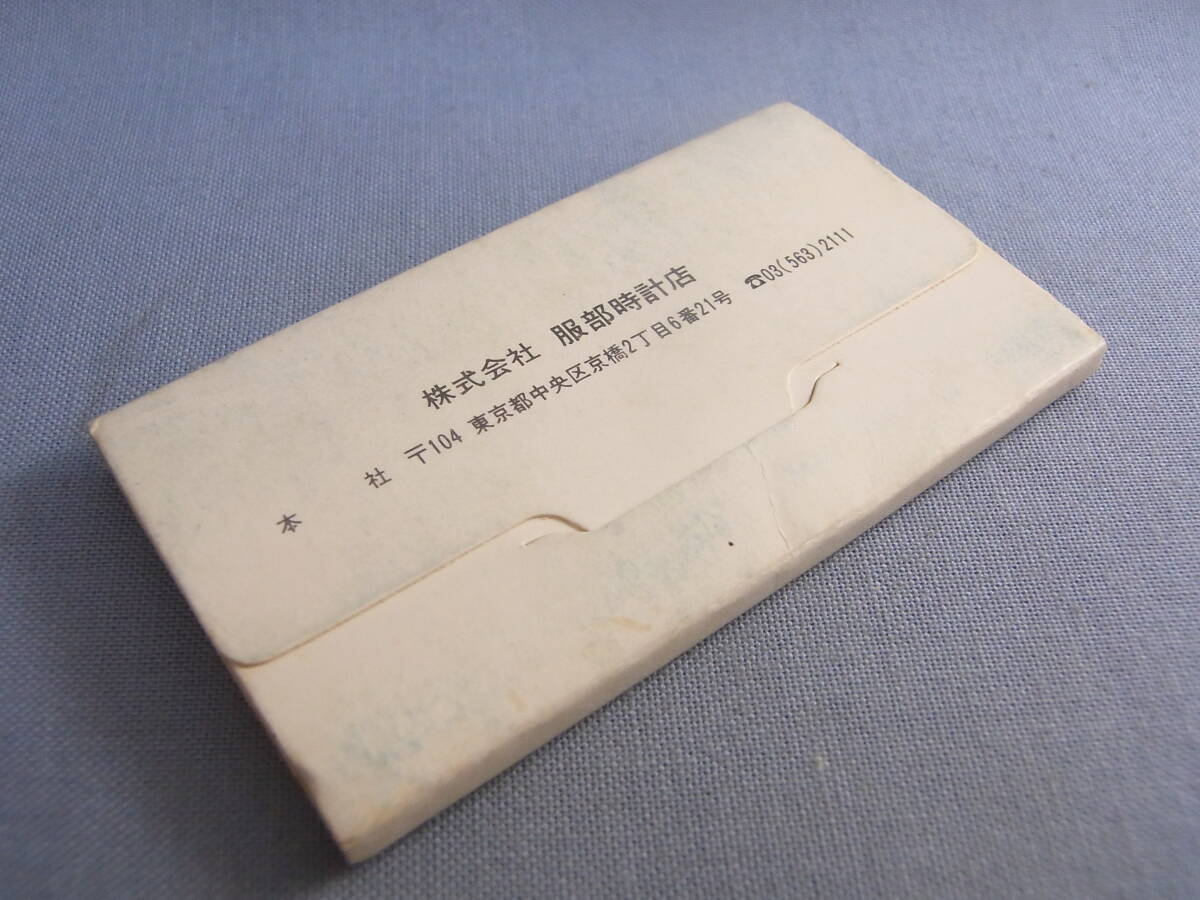 株式会社 服部時計店
本 社 〒104 東京都中央区京橋2丁目6番21号 ☎03(563)2111